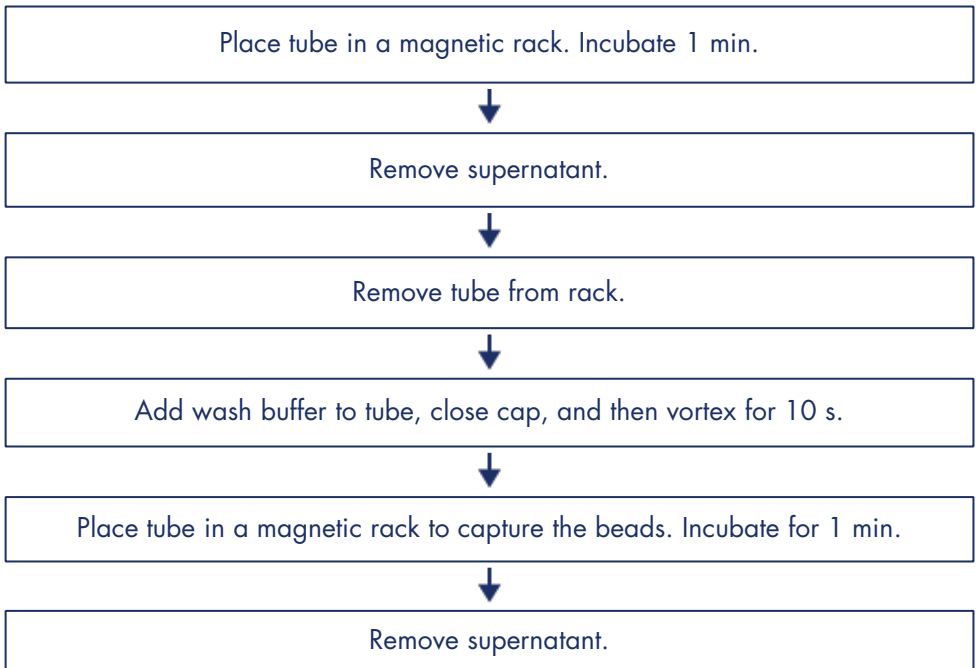 Place tube in a magnetic rack. Incubate 1 min.
Remove supernatant.
Remove tube from rack.
Add wash buffer to tube, close cap, and then vortex for 10 s.
Place tube in a magnetic rack to capture the beads. Incubate for 1 min.
Remove supernatant.